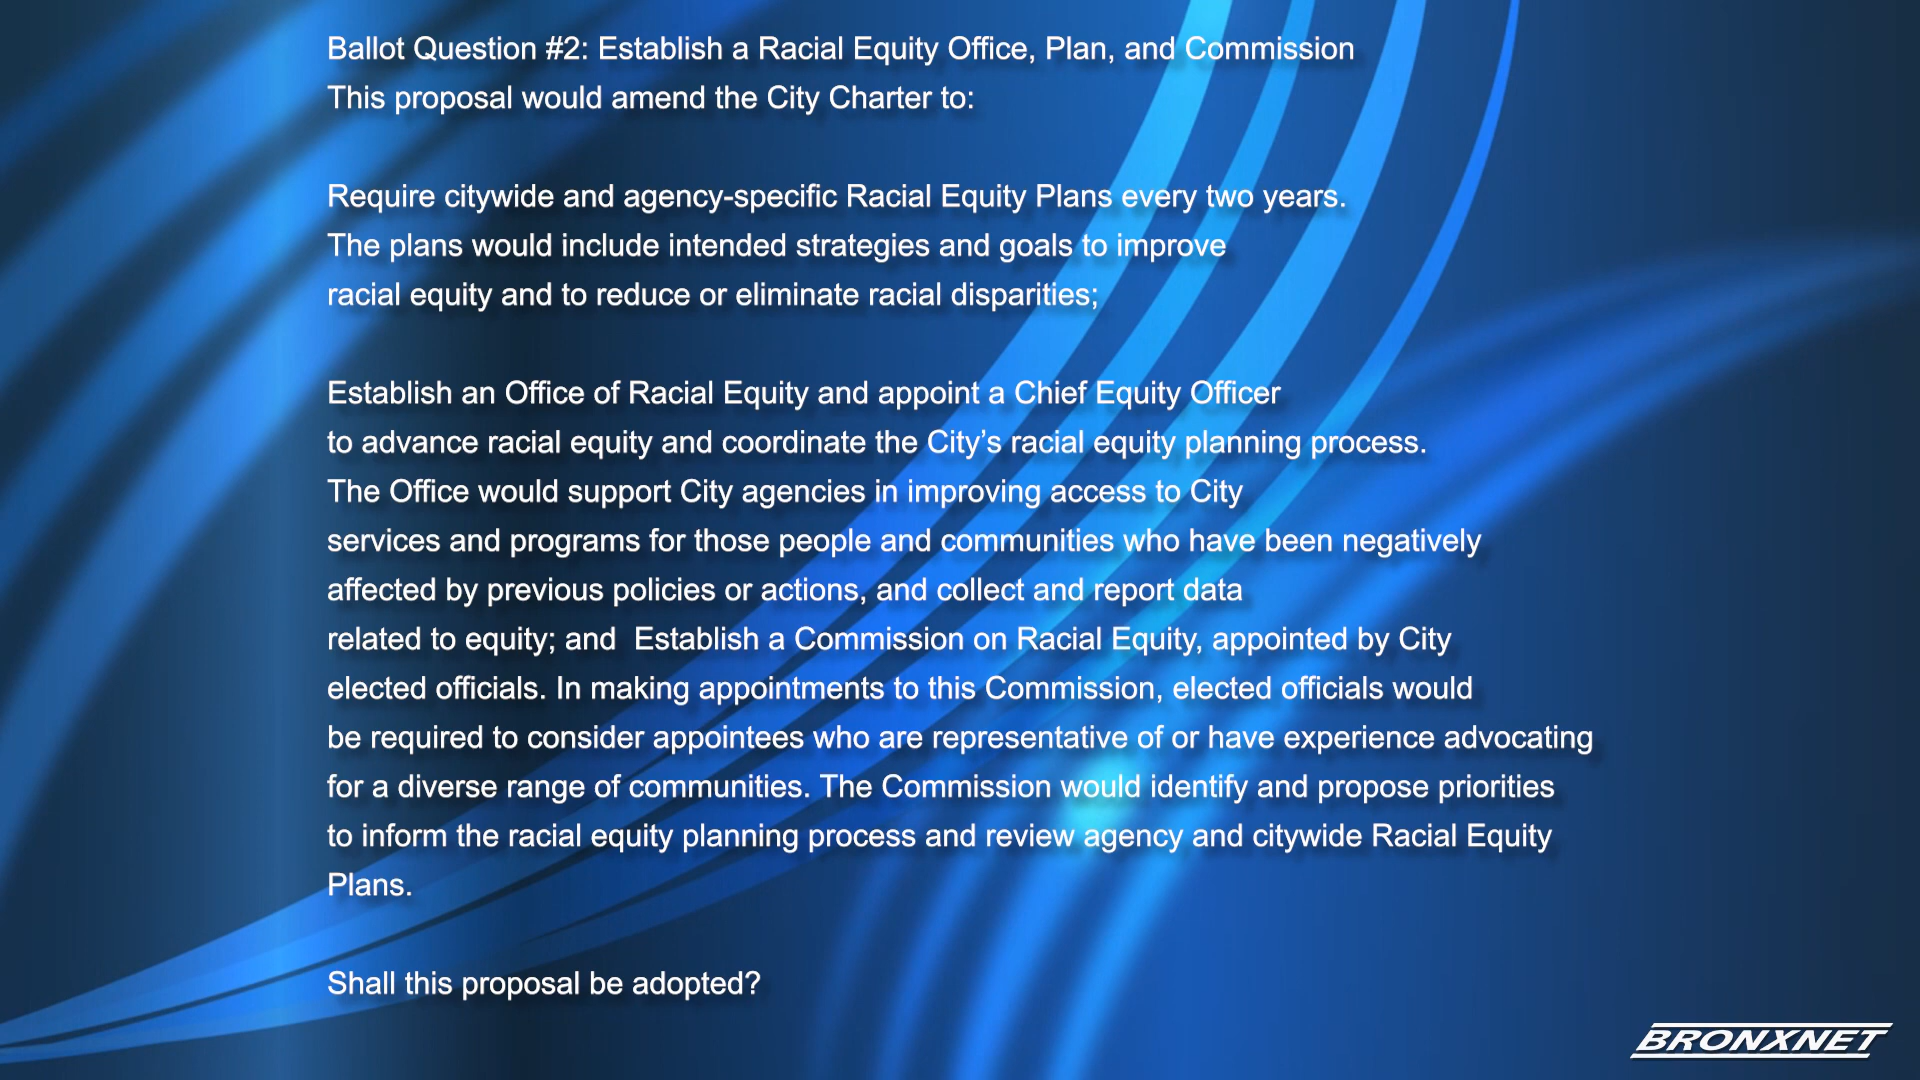 Ballot Question #2: Establish a Racial Equity Office, Plan, and Commission
This proposal would amend the City Charter to:
Require citywide and agency-specific Racial Equity Plans every two years.
The plans would include intended strategies and goals to improve
racial equity and to reduce or eliminate racial disparities;
Establish an Office of Racial Equity and appoint a Chief Equity Officer
to advance racial equity and coordinate the City’s racial equity planning process.
The Office would support City agencies in improving access to City
services and programs for those people and communities who have been negatively
affected by previous policies or actions, and collect and report data
related to equity; and  Establish a Commission on Racial Equity, appointed by City
elected officials. In making appointments to this Commission, elected officials would
be required to consider appointees who are representative of or have experience advocating
for a diverse range of communities. The Commission would identify and propose priorities
to inform the racial equity planning process and review agency and citywide Racial Equity
Plans.
Shall this proposal be adopted?
BRONXNET